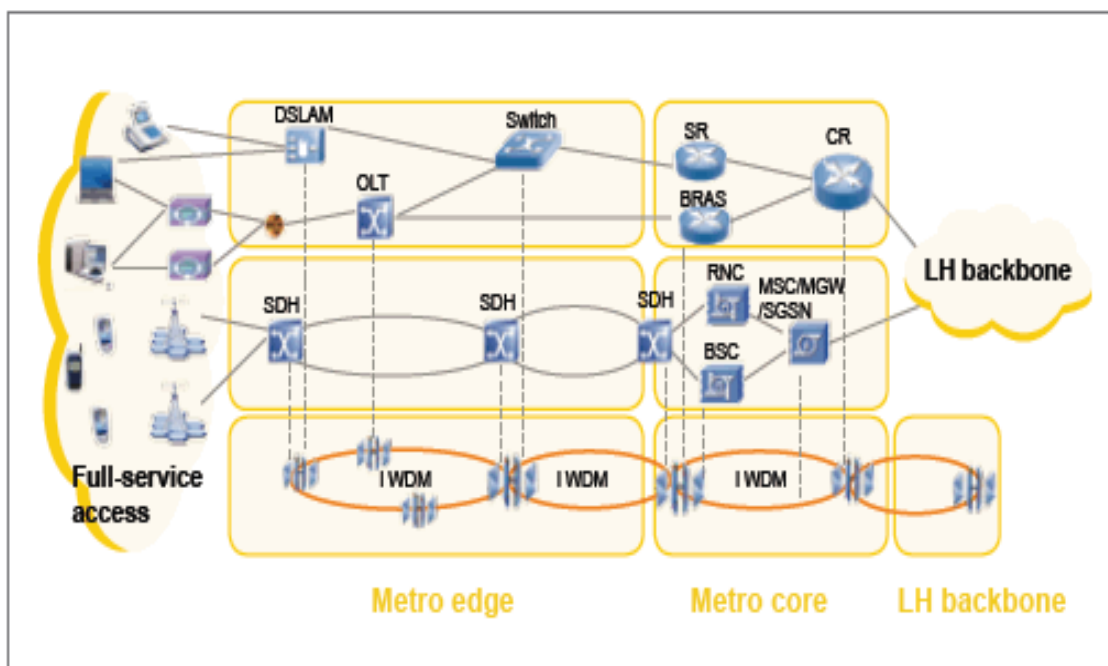 DSLAM
Switch
SR
CR
OLT
BRAS
LH backbone
RNC
MSC/MGW
/SGSN
SDH
SDH
SDH
BSC
Full-service
access
I WDM
I WDM
I WDM
Metro edge
Metro core
LH backbone